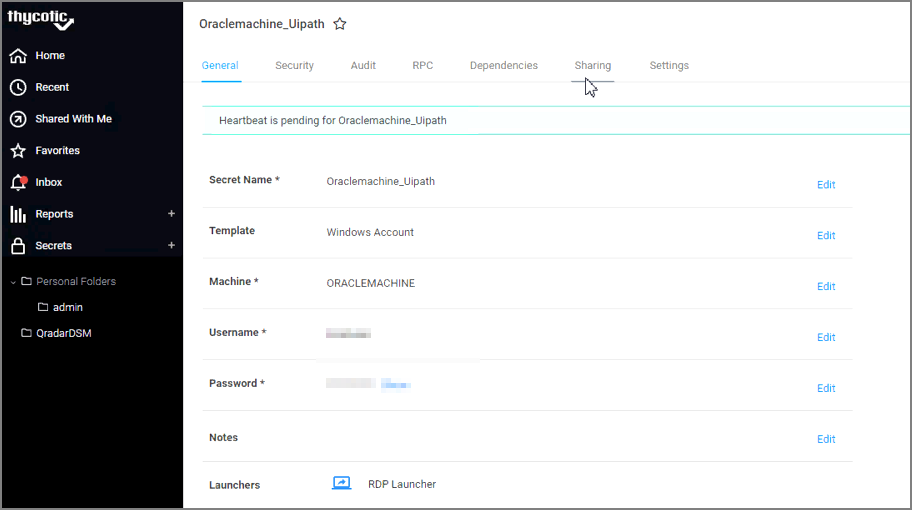 thycotic
Oraclemachine_Uipath
Home
Recent
Shared With Me
Favorites
Inbox
Reports +
Secrets +
Personal Folders
admin
QradarDSM
General Security Audit RPC Dependencies Sharing Settings
Heartbeat is pending for Oraclemachine_Uipath
Secret Name * Oraclemachine_Uipath Edit
Template Windows Account Edit
Machine * ORACLEMACHINE Edit
Username * Edit
Password * Edit
Notes Edit
Launchers RDP Launcher